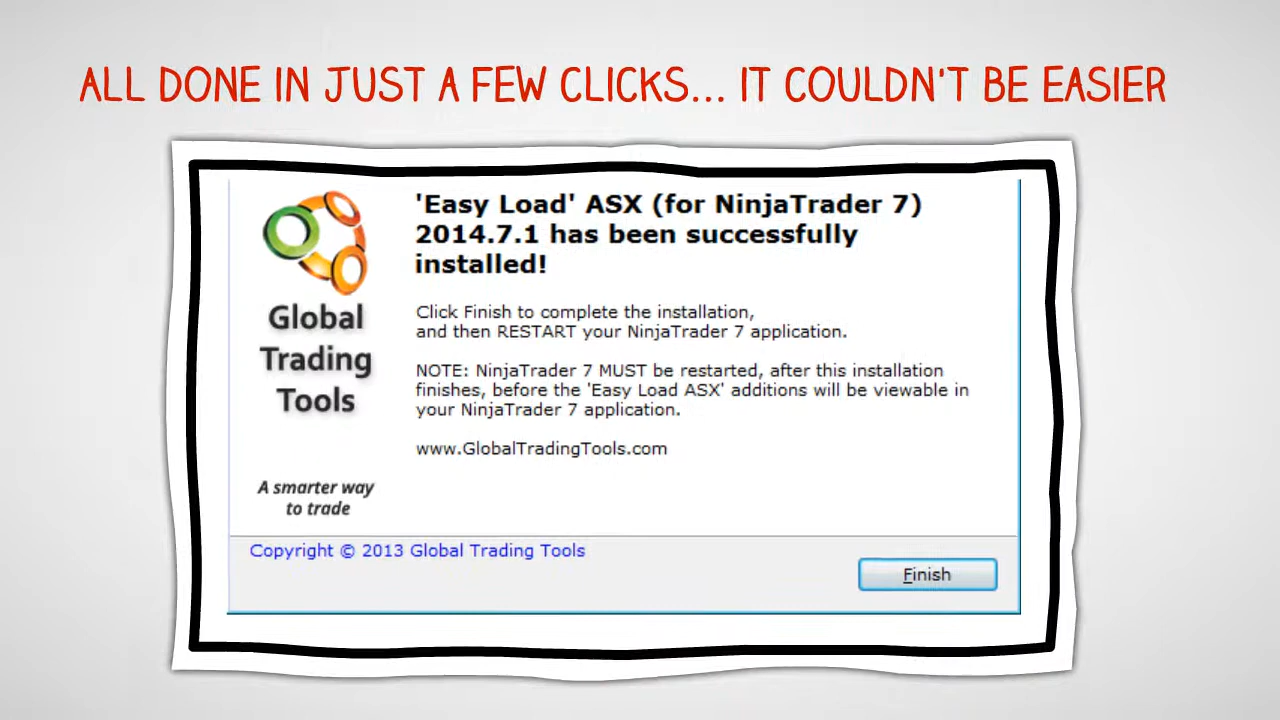 ALL DONE IN JUST A FEW CLICKS... IT COULDN'T BE EASIER
'Easy Load' ASX (for NinjaTrader 7)
2014.7.1 has been successfully
installed!
Click Finish to complete the installation,
and then RESTART your NinjaTrader 7 application.
NOTE: NinjaTrader 7 MUST be restarted, after this installation
finishes, before the 'Easy Load ASX' additions will be viewable in
your NinjaTrader 7 application.
www.GlobalTradingTools.com
Global
Trading
Tools
A smarter way
to trade
Copyright © 2013 Global Trading Tools
Finish